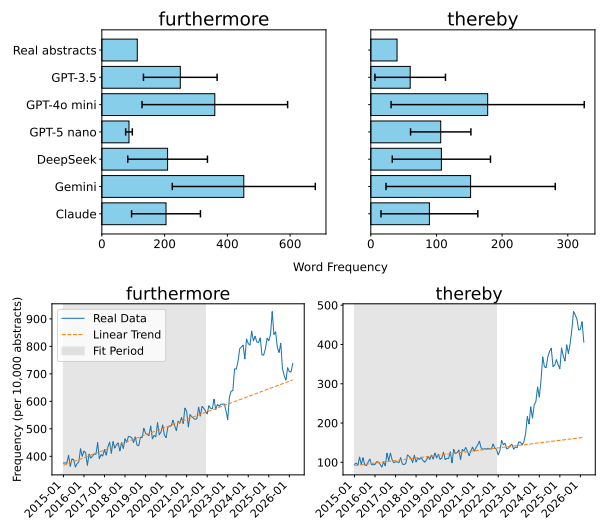 furthermore
thereby
Real abstracts
GPT-3.5
GPT-4o mini
GPT-5 nano
DeepSeek
Gemini
Claude
0 200 400 600
0 100 200 300
Word Frequency
furthermore
thereby
Frequency (per 10,000 abstracts)
900
800
700
600
500
400
Real Data
Linear Trend
Fit Period
500
400
300
200
100
2015-01 2016-01 2017-01 2018-01 2019-01 2020-01 2021-01 2022-01 2023-01 2024-01 2025-01 2026-01
2015-01 2016-01 2017-01 2018-01 2019-01 2020-01 2021-01 2022-01 2023-01 2024-01 2025-01 2026-01